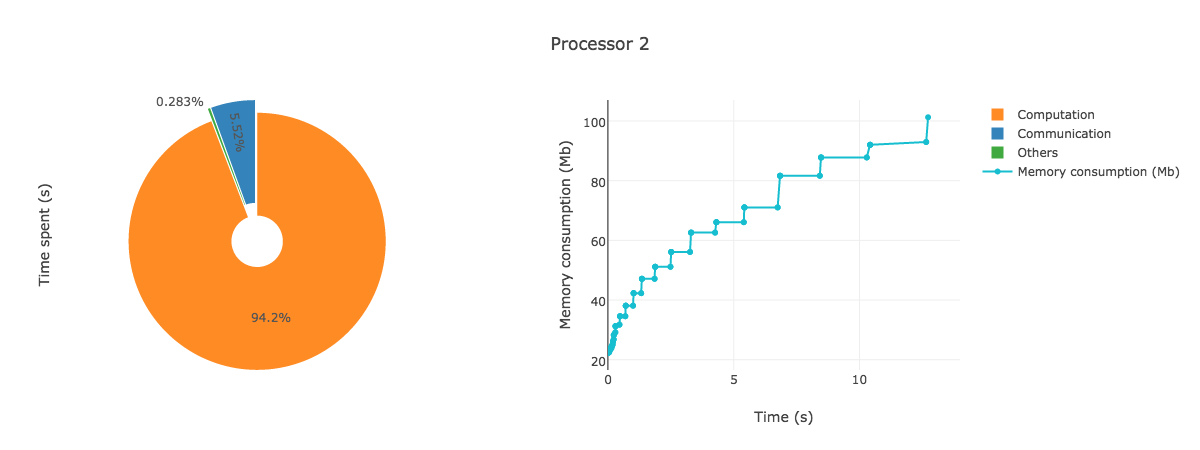 Processor 2
Time spent (s)
0.283%
5.52%
94.2%
Memory consumption (Mb)
100
80
60
40
20
0
5
10
Time (s)
Computation
Communication
Others
Memory consumption (Mb)